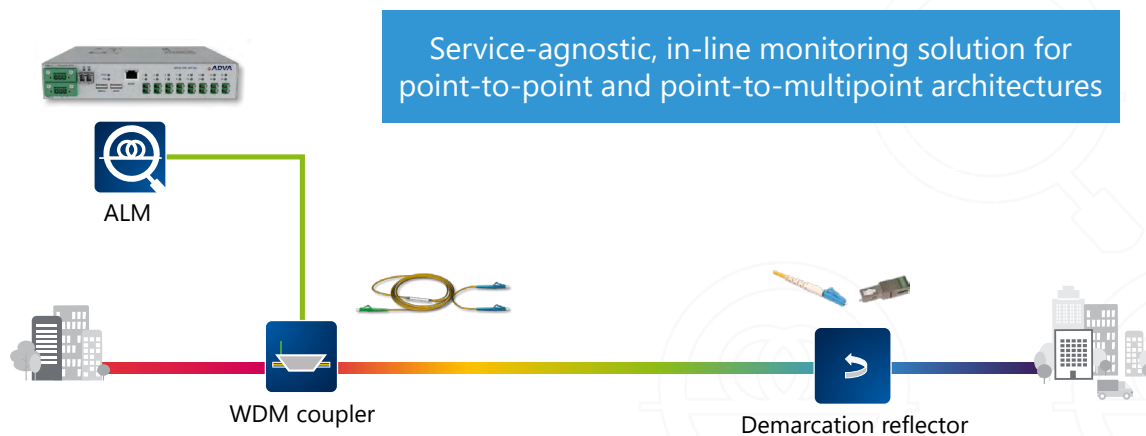 ADVA
Service-agnostic, in-line monitoring solution for
point-to-point and point-to-multipoint architectures
ALM
WDM coupler
Demarcation reflector